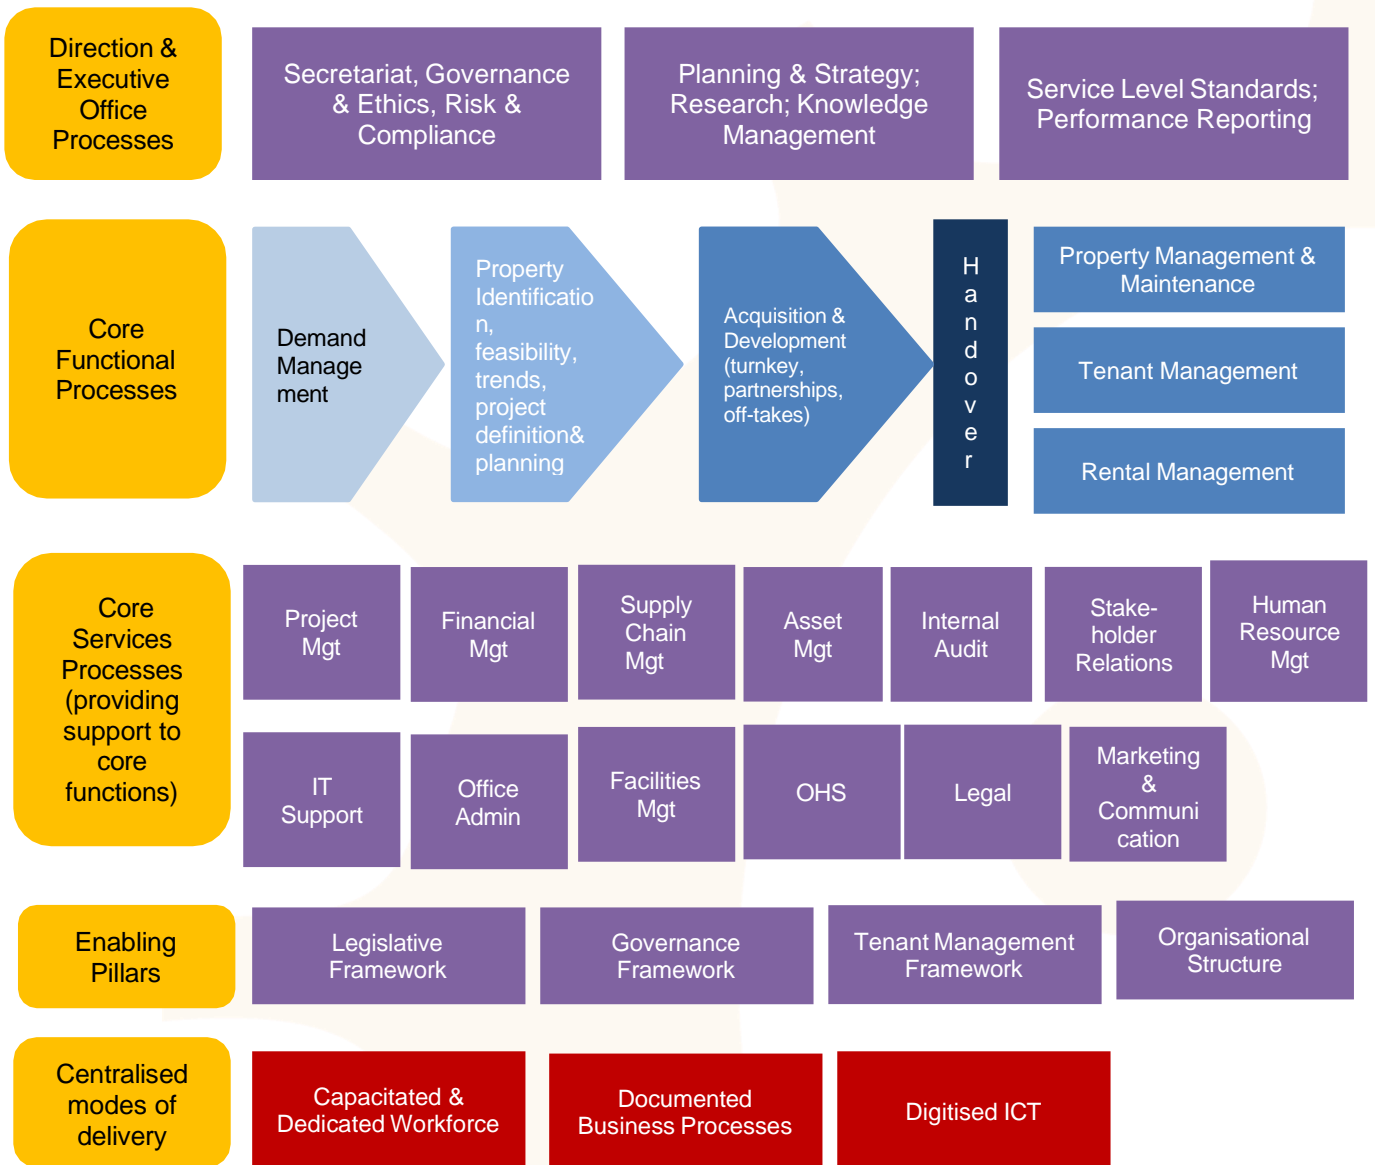 Direction &
Executive
Office
Processes
Secretariat, Governance
& Ethics, Risk &
Compliance
Planning & Strategy;
Research; Knowledge
Management
Service Level Standards;
Performance Reporting
Core
Functional
Processes
Demand
Manage
ment
Property
Identificatio
n,
feasibility,
trends,
project
definition&
planning
Acquisition &
Development
(turnkey,
partnerships,
off-takes)
H
a
n
d
o
v
e
r
Property Management &
Maintenance
Tenant Management
Rental Management
Core
Services
Processes
(providing
support to
core
functions)
Project
Mgt
Financial
Mgt
Supply
Chain
Mgt
Asset
Mgt
Internal
Audit
Stake-
holder
Relations
Human
Resource
Mgt
IT
Support
Office
Admin
Facilities
Mgt
OHS
Legal
Marketing
&
Communi
cation
Enabling
Pillars
Legislative
Framework
Governance
Framework
Tenant Management
Framework
Organisational
Structure
Centralised
modes of
delivery
Capacitated &
Dedicated Workforce
Documented
Business Processes
Digitised ICT